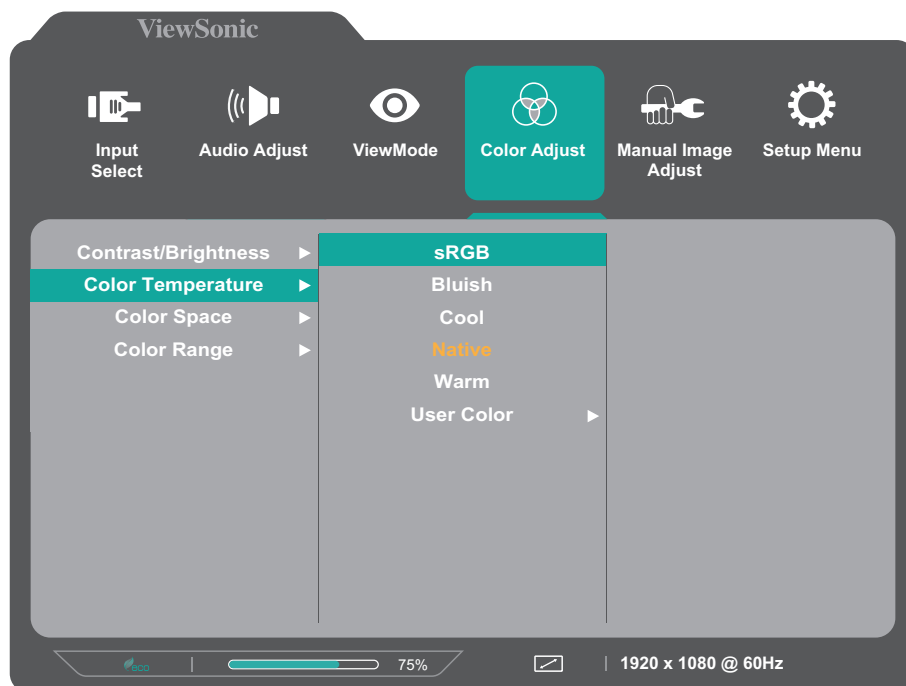 ViewSonic
Input
Select
Audio Adjust
ViewMode
Color Adjust
Manual Image
Adjust
Setup Menu
Contrast/Brightness
Color Temperature
Color Space
Color Range
sRGB
Bluish
Cool
Native
Warm
User Color
eco
75%
1920 x 1080 @ 60Hz